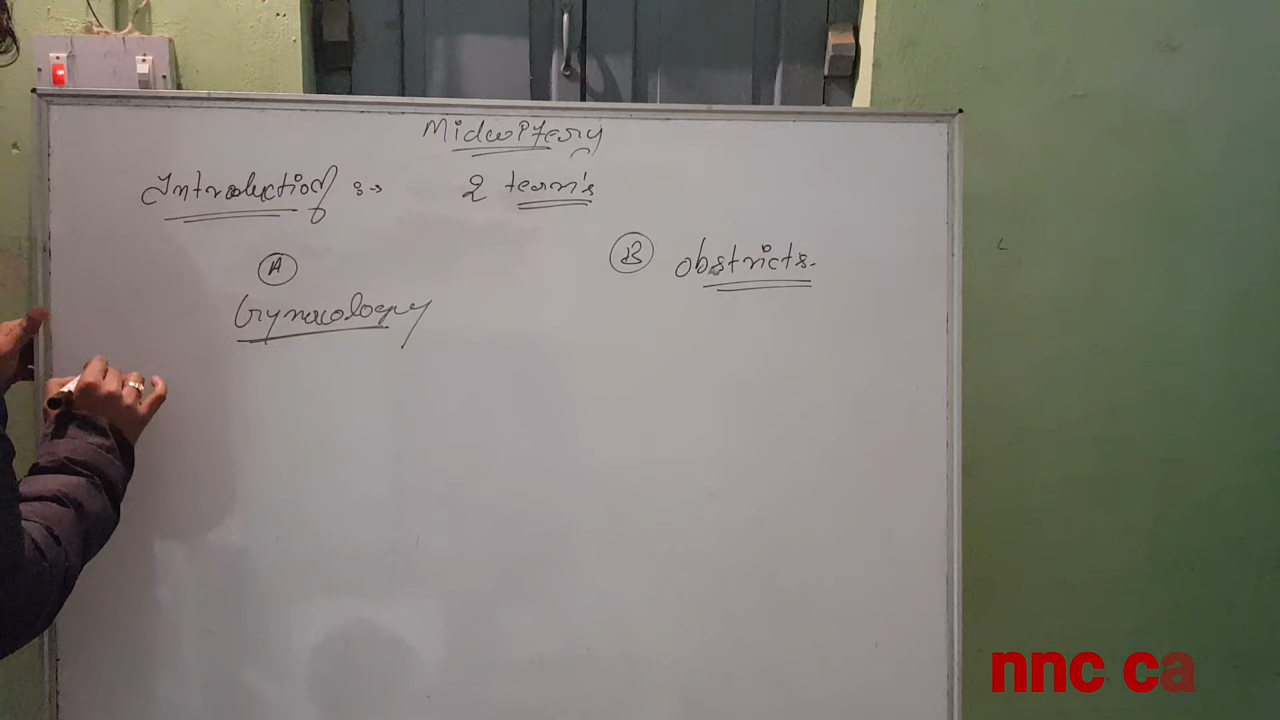 Midwifery
Introduction :→ 2 term's
(A)
Gynacology
(B) obstricts.
nnc ca